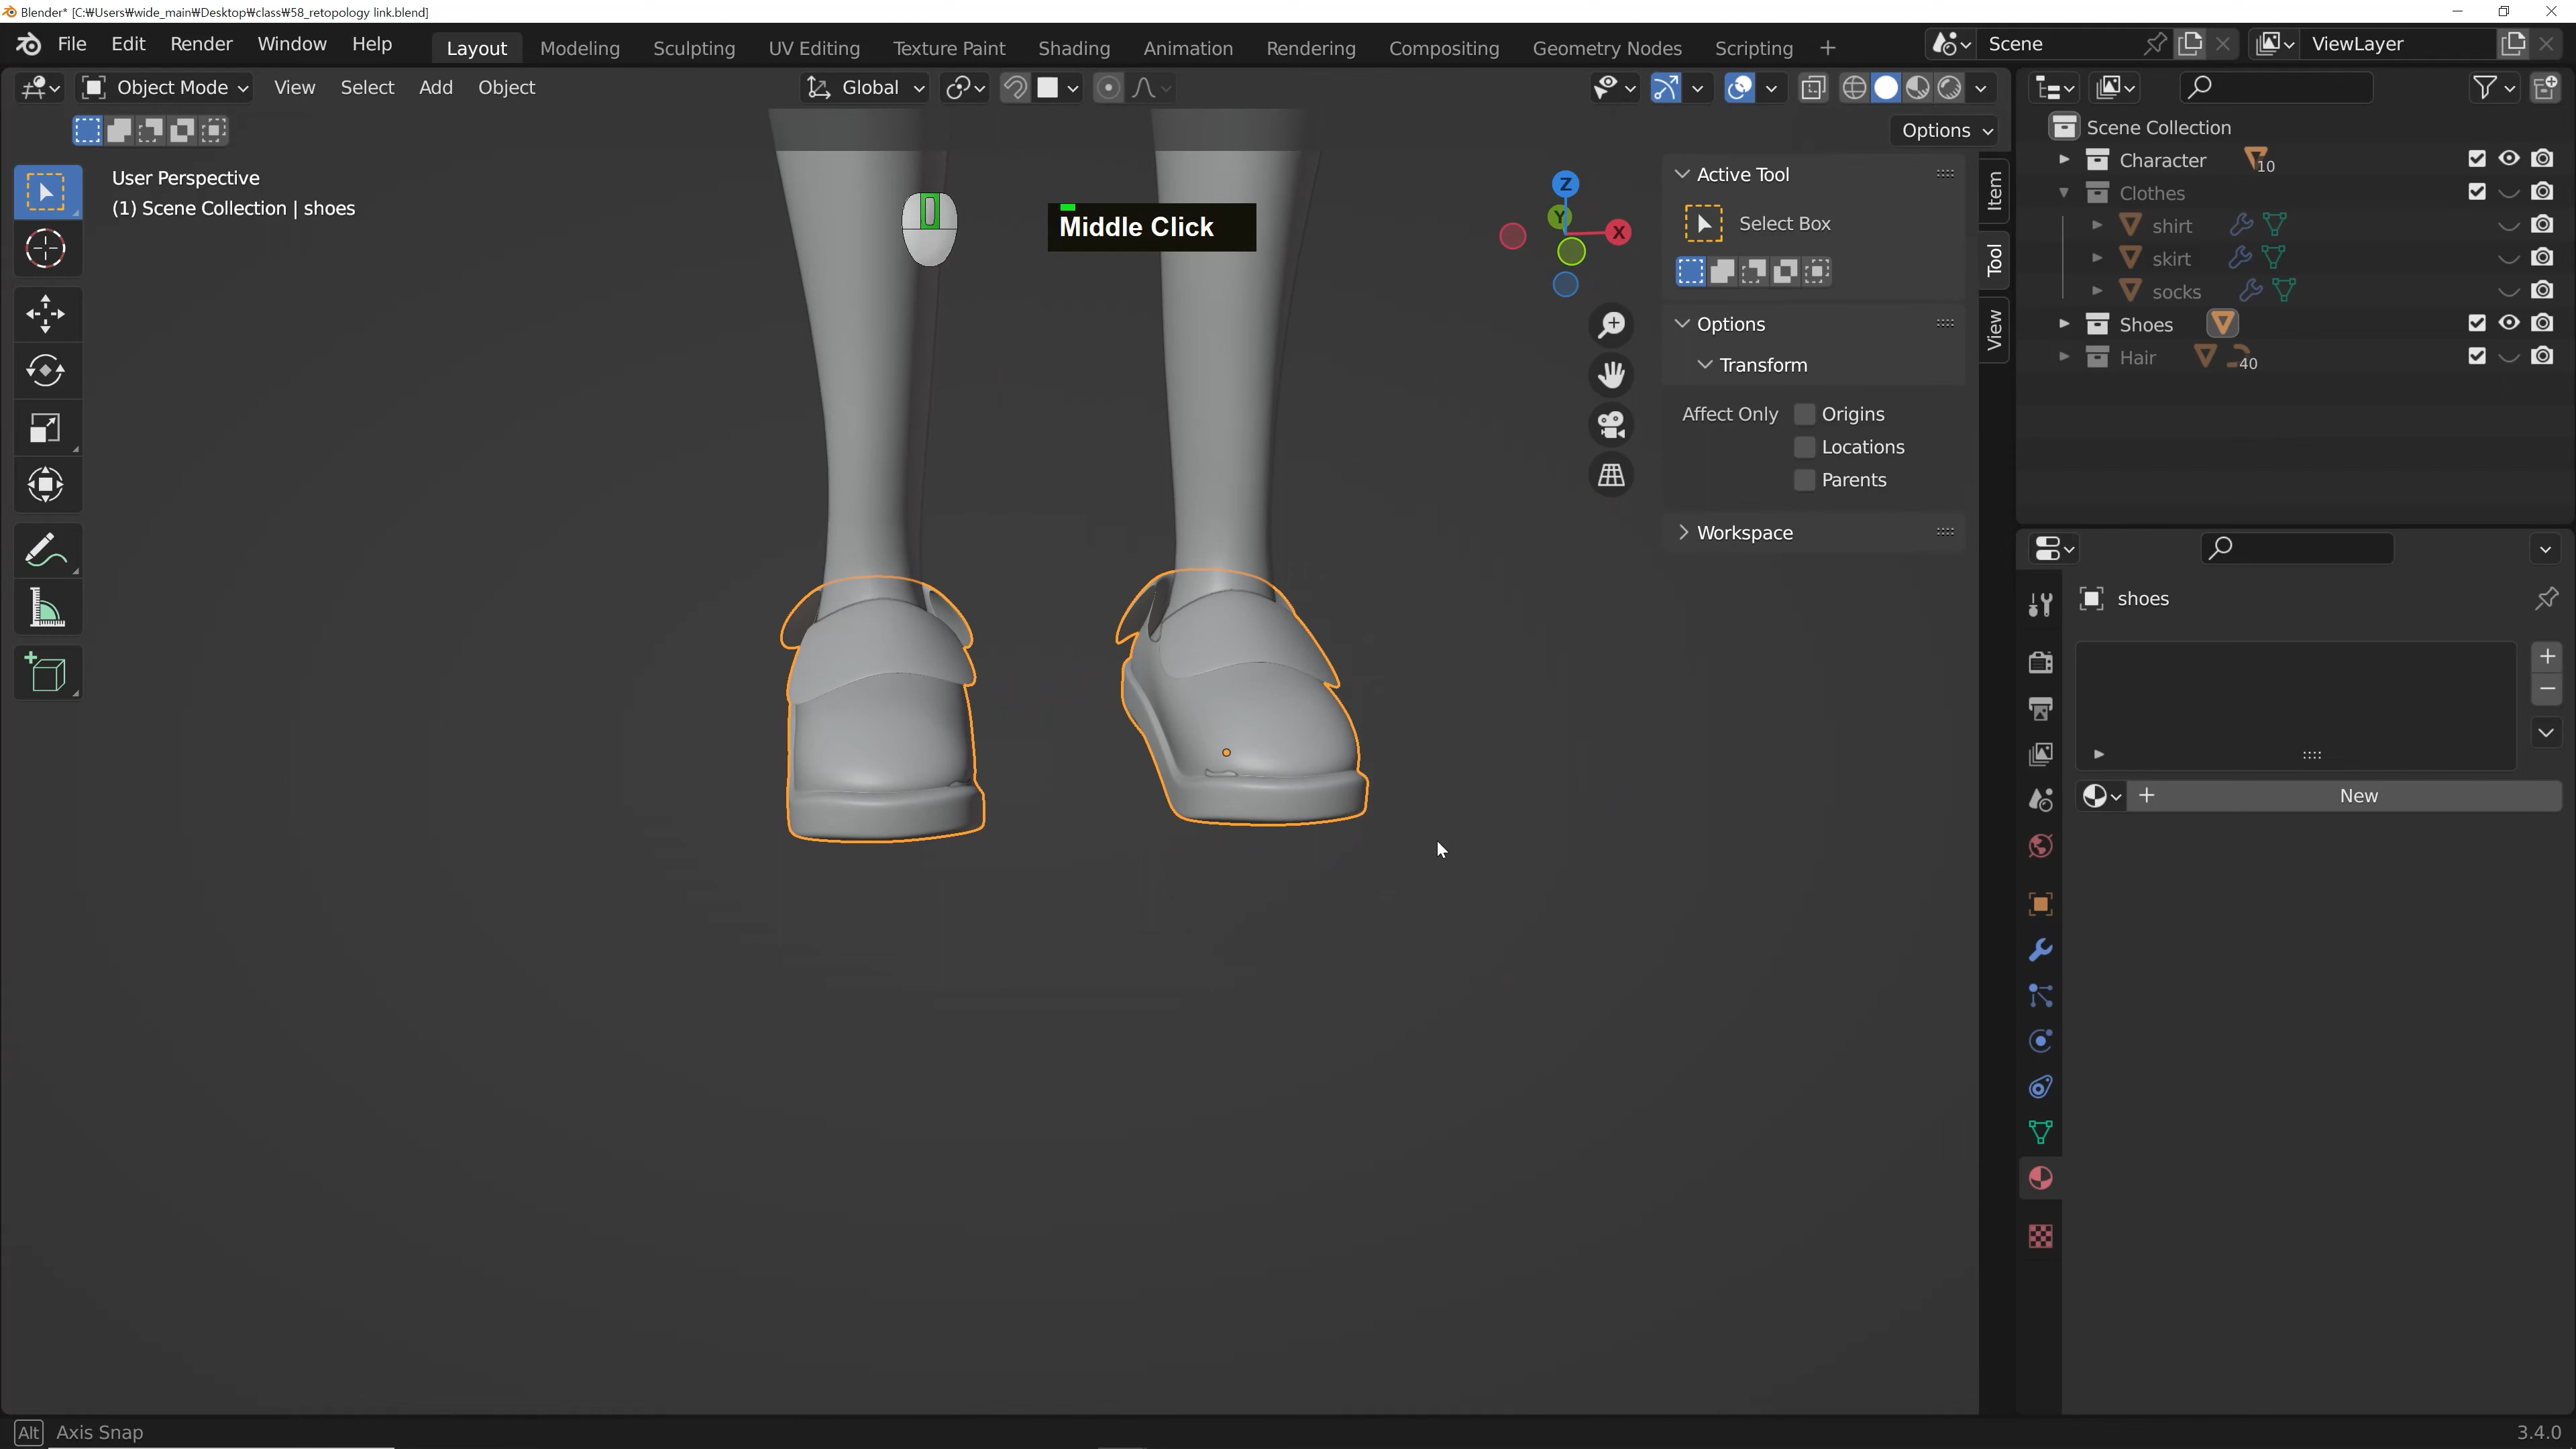 Blender* [C:₩Users₩wide_main₩Desktop₩class₩58_retopology link.blend]
File Edit Render Window Help
Layout Modeling Sculpting UV Editing Texture Paint Shading Animation Rendering Compositing Geometry Nodes Scripting +
Scene
ViewLayer
Object Mode View Select Add Object
Global
Options
User Perspective
(1) Scene Collection | shoes
Middle Click
Z
Y
X
Active Tool
Select Box
Options
Transform
Affect Only Origins
Locations
Parents
Workspace
Item
Tool
View
Scene Collection
Character 10
Clothes
shirt
skirt
socks
Shoes
Hair 40
shoes
New
Alt Axis Snap
3.4.0